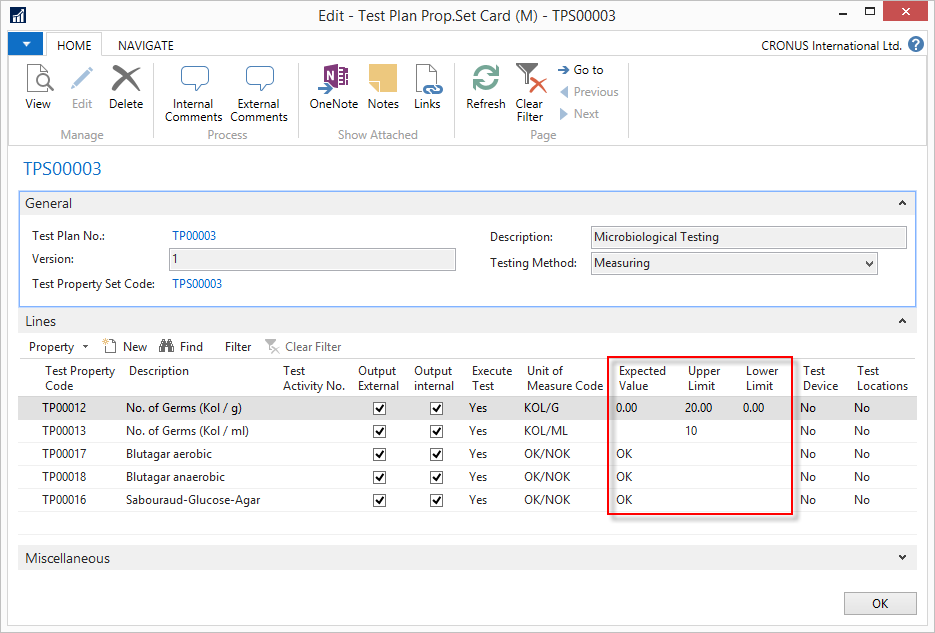 Edit - Test Plan Prop.Set Card (M) - TPS00003
HOME NAVIGATE CRONUS International Ltd. ?
View Edit Delete Internal Comments External Comments OneNote Notes Links Refresh Clear Filter Go to
Previous
Next
Manage Process Show Attached Page
TPS00003
General
Test Plan No.: TP00003 Description: Microbiological Testing
Version: 1 Testing Method: Measuring
Test Property Set Code: TPS00003
Lines
Property New Find Filter Clear Filter
Test Property Code Description Test Activity No. Output External Output internal Execute Test Unit of Measure Code Expected Value Upper Limit Lower Limit Test Device Test Locations
TP00012 No. of Germs (Kol / g) Yes KOL/G 0.00 20.00 0.00 No No
TP00013 No. of Germs (Kol / ml) Yes KOL/ML 10 No No
TP00017 Blutagar aerobic Yes OK/NOK OK No No
TP00018 Blutagar anaerobic Yes OK/NOK OK No No
TP00016 Sabouraud-Glucose-Agar Yes OK/NOK OK No No
Miscellaneous
OK